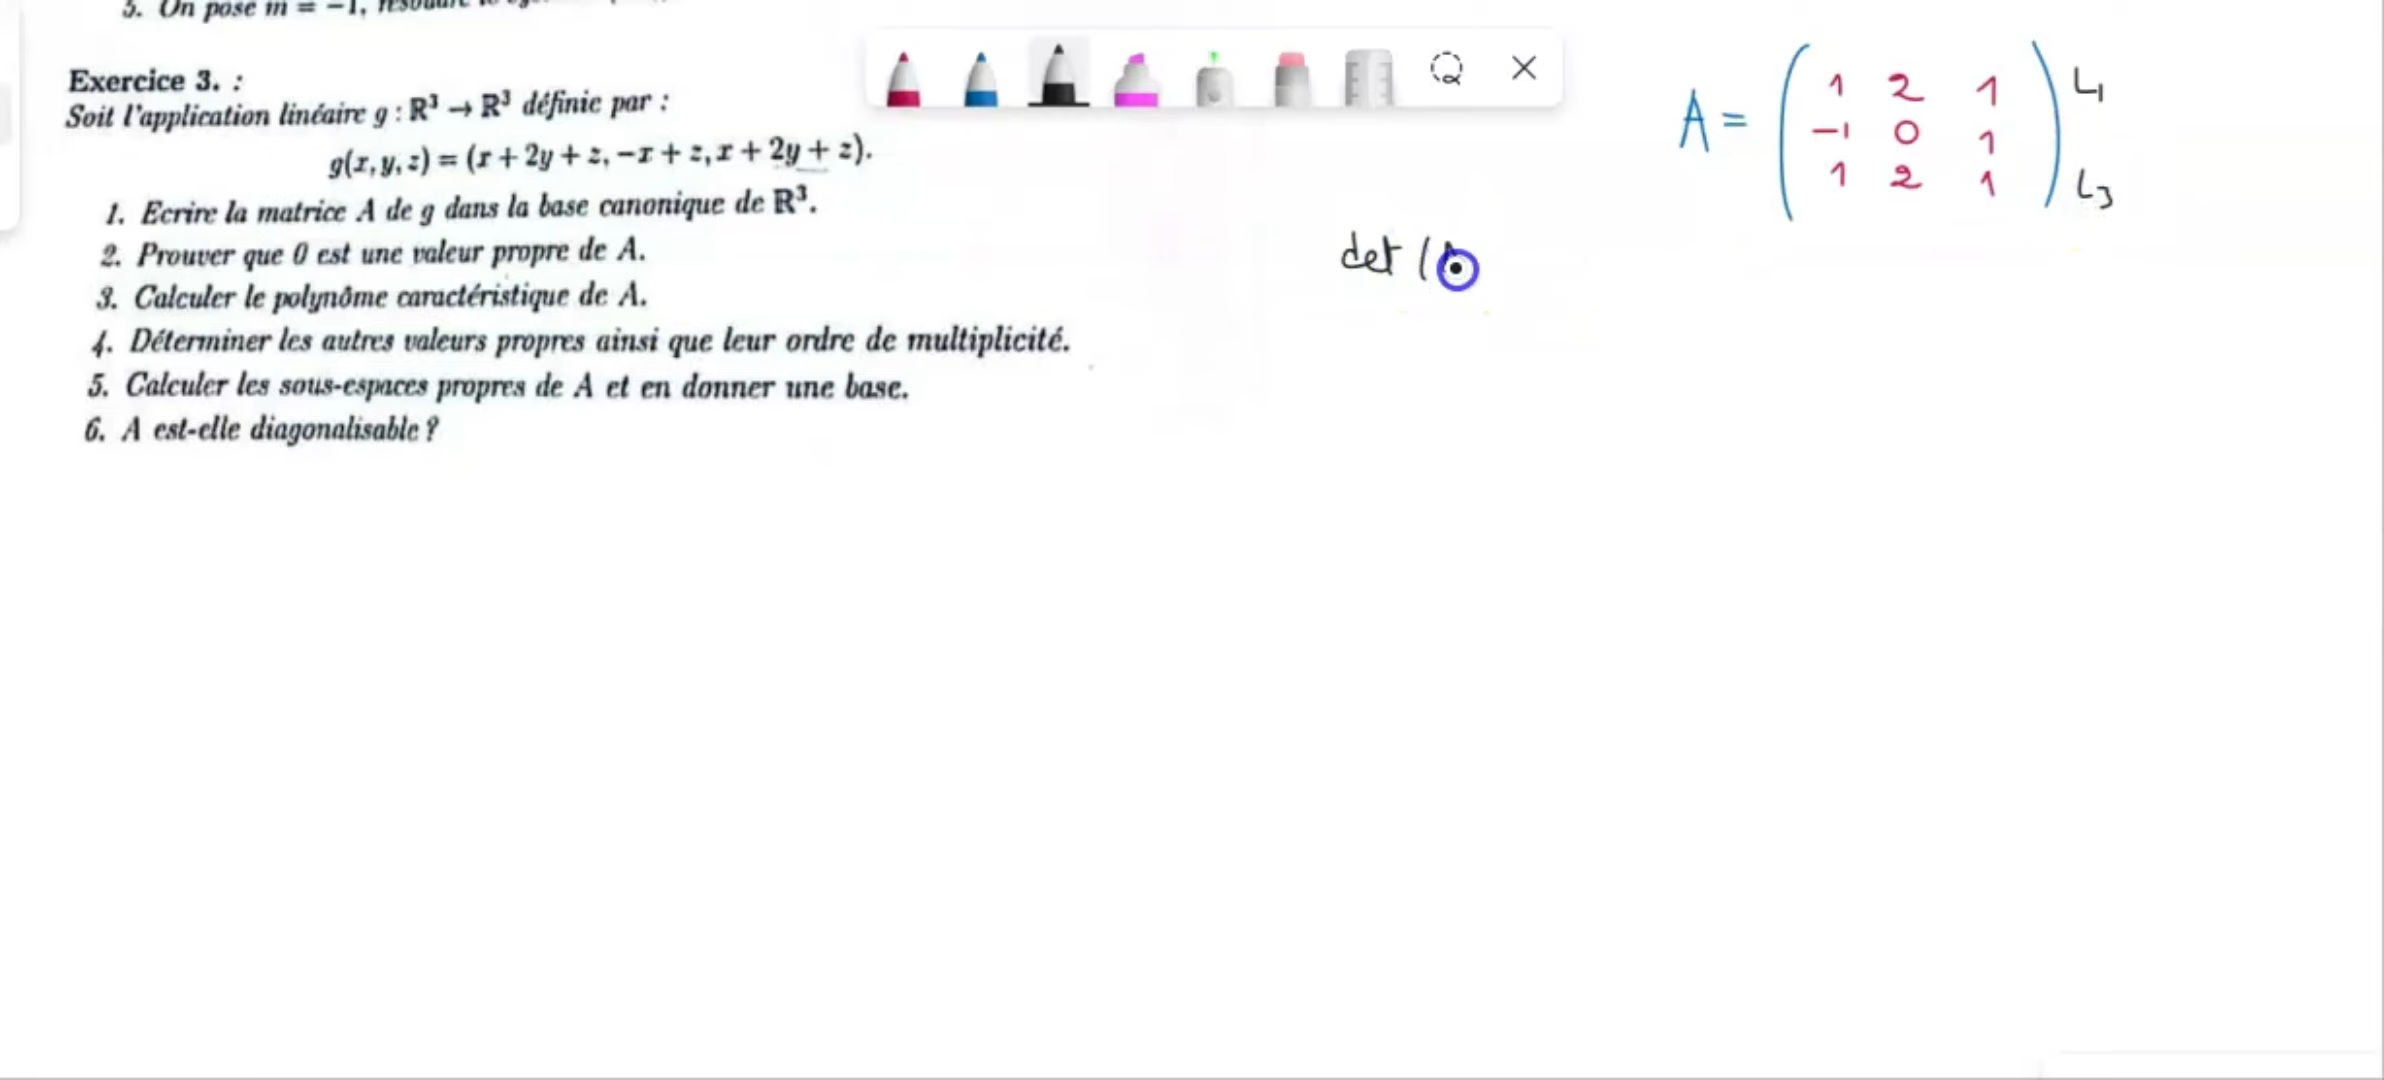 3. On pose m = −1,
Exercice 3. :
Soit l'application linéaire g : ℝ³ → ℝ³ définie par :
g(x, y, z) = (x + 2y + z, −x + z, x + 2y + z).
1. Ecrire la matrice A de g dans la base canonique de ℝ³.
2. Prouver que 0 est une valeur propre de A.
3. Calculer le polynôme caractéristique de A.
4. Déterminer les autres valeurs propres ainsi que leur ordre de multiplicité.
5. Calculer les sous-espaces propres de A et en donner une base.
6. A est-elle diagonalisable ?
A =
1 2 1 L1
−1 0 1
1 2 1 L3
det (